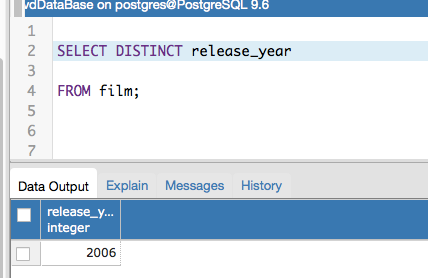 vdDataBase on postgres@PostgreSQL 9.6
1
2 SELECT DISTINCT release_year
3
4 FROM film;
5
6
7
Data Output Explain Messages History
release_y...
integer
2006